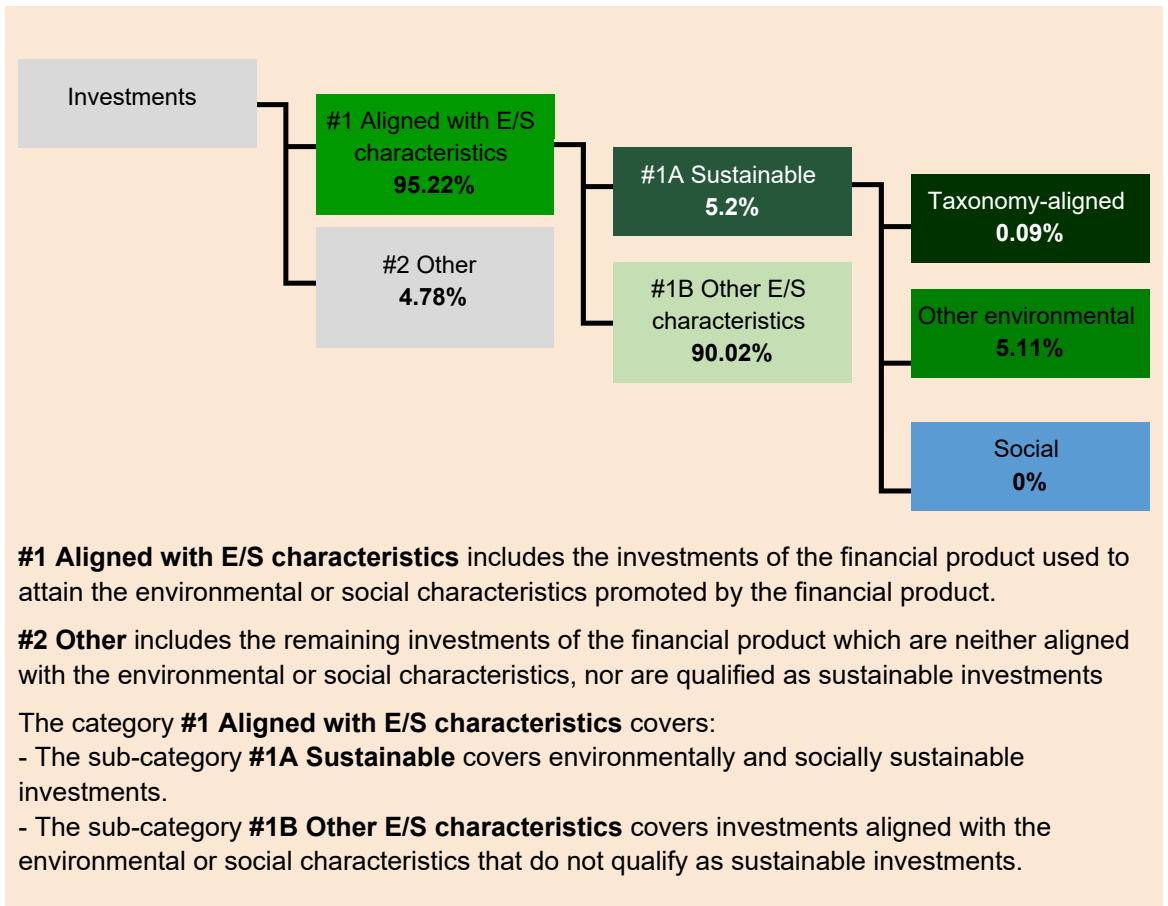 Investments
#1 Aligned with E/S
characteristics
95.22%
#2 Other
4.78%
#1A Sustainable
5.2%
#1B Other E/S
characteristics
90.02%
Taxonomy-aligned
0.09%
Other environmental
5.11%
Social
0%
#1 Aligned with E/S characteristics includes the investments of the financial product used to
attain the environmental or social characteristics promoted by the financial product.
#2 Other includes the remaining investments of the financial product which are neither aligned
with the environmental or social characteristics, nor are qualified as sustainable investments
The category #1 Aligned with E/S characteristics covers:
- The sub-category #1A Sustainable covers environmentally and socially sustainable
investments.
- The sub-category #1B Other E/S characteristics covers investments aligned with the
environmental or social characteristics that do not qualify as sustainable investments.